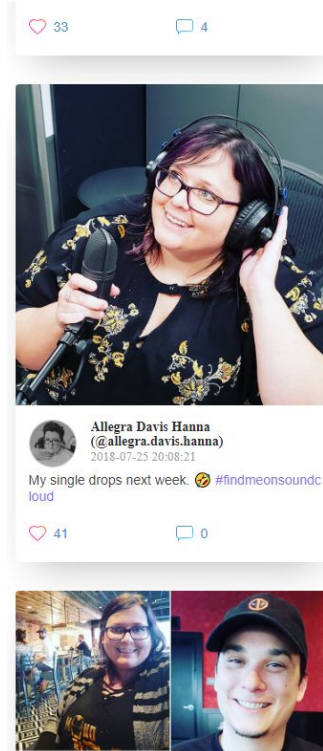 33 4
Allegra Davis Hanna
(@allegra.davis.hanna)
2018-07-25 20:08:21
My single drops next week. 🤣 #findmeonsoundc
loud
41 0